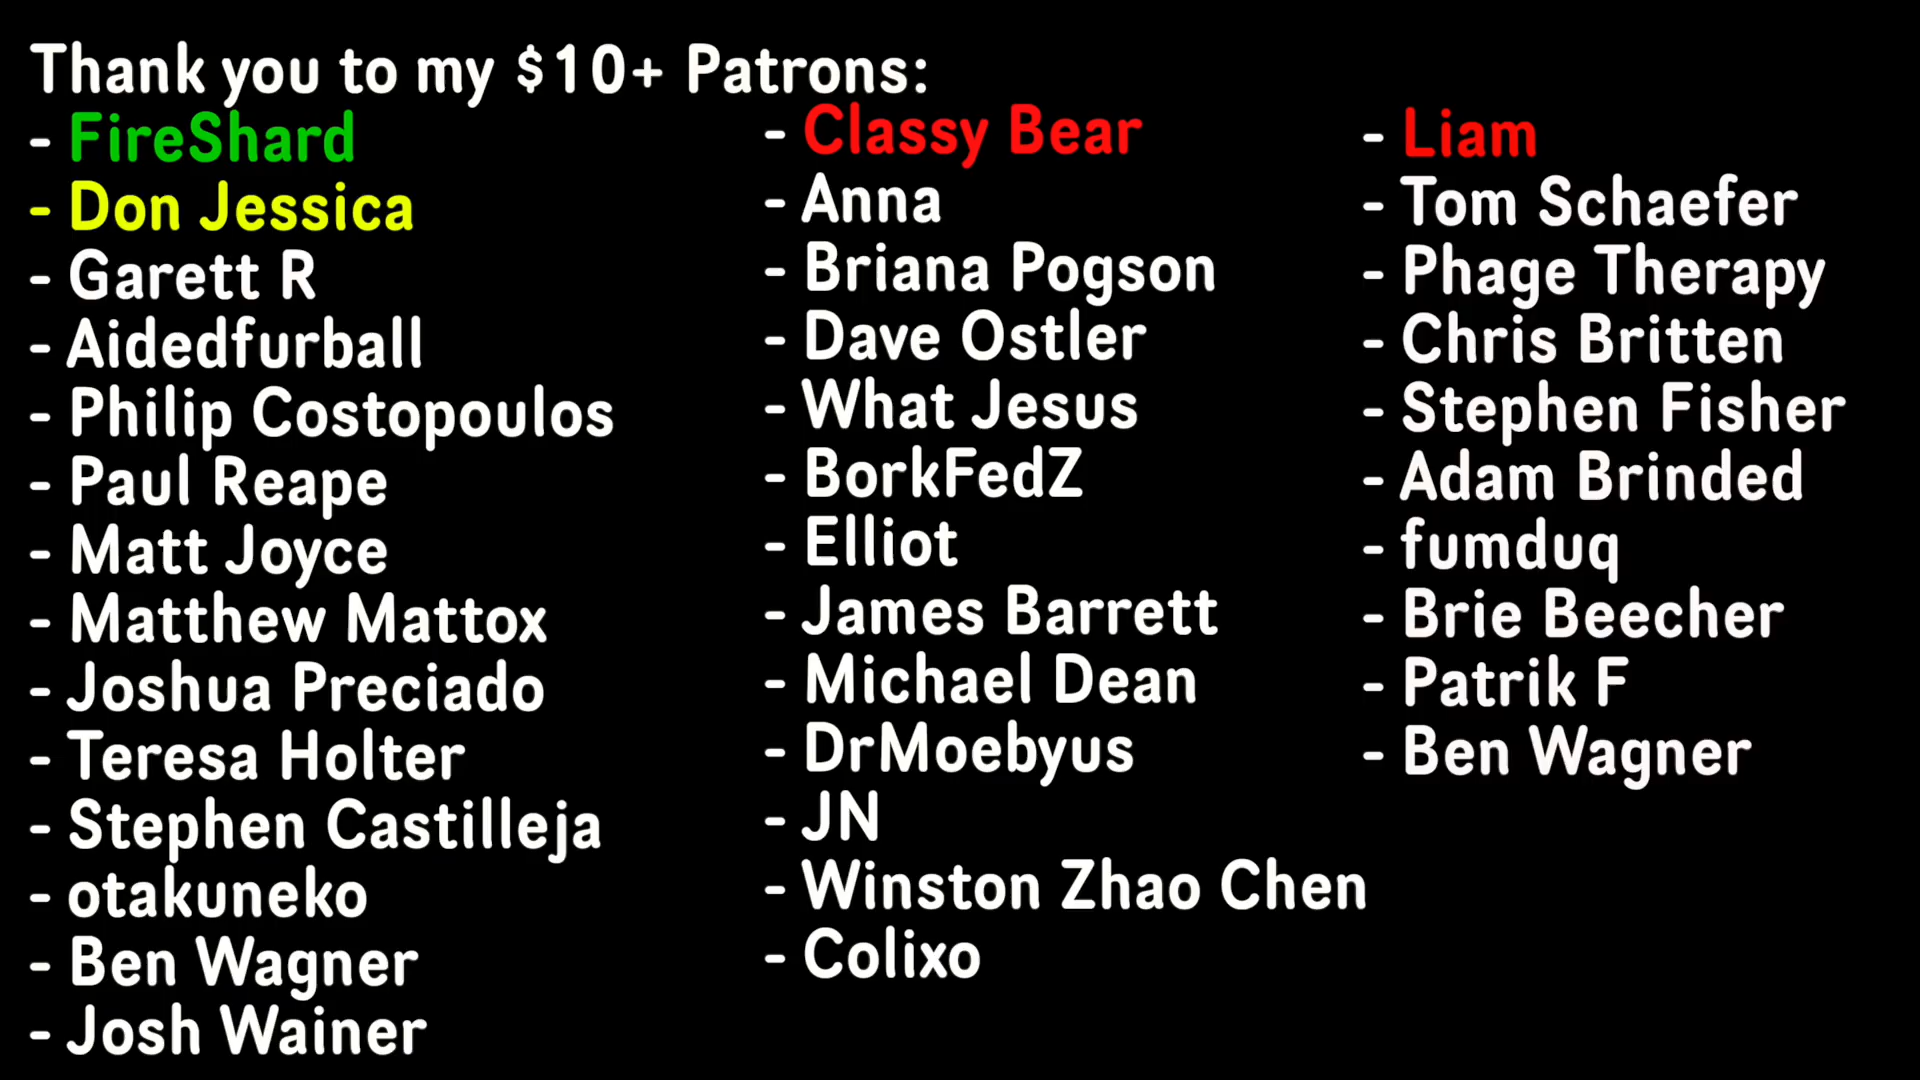 Thank you to my $10+ Patrons:
- FireShard
- Don Jessica
- Garett R
- Aidedfurball
- Philip Costopoulos
- Paul Reape
- Matt Joyce
- Matthew Mattox
- Joshua Preciado
- Teresa Holter
- Stephen Castilleja
- otakuneko
- Ben Wagner
- Josh Wainer
- Classy Bear
- Anna
- Briana Pogson
- Dave Ostler
- What Jesus
- BorkFedZ
- Elliot
- James Barrett
- Michael Dean
- DrMoebyus
- JN
- Winston Zhao Chen
- Colixo
- Liam
- Tom Schaefer
- Phage Therapy
- Chris Britten
- Stephen Fisher
- Adam Brinded
- fumduq
- Brie Beecher
- Patrik F
- Ben Wagner